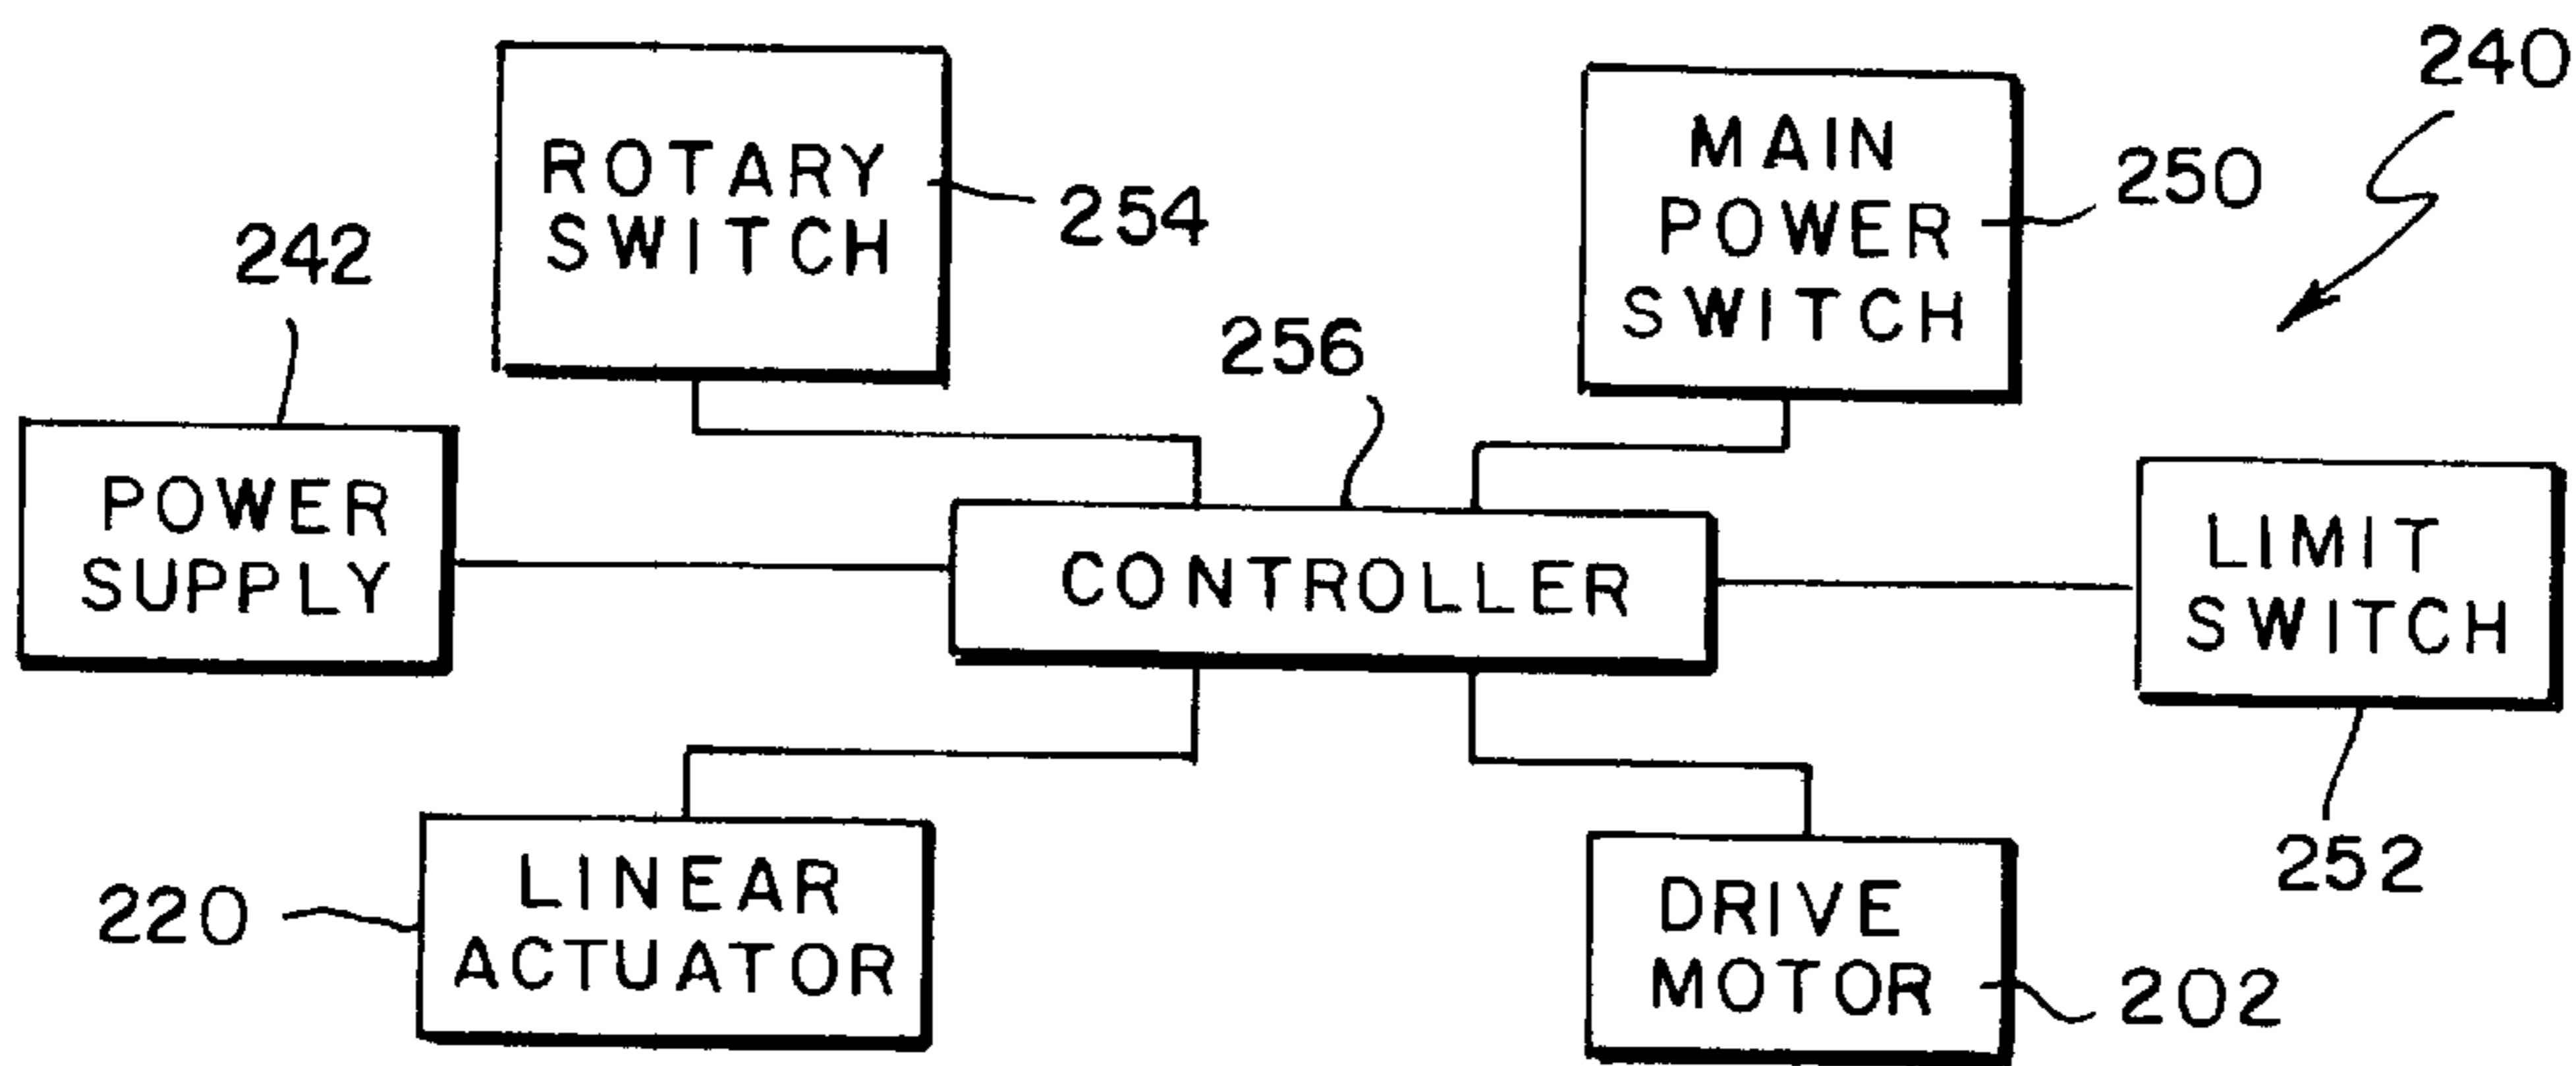 240
ROTARY
SWITCH
254
MAIN
POWER
SWITCH
250
242
POWER
SUPPLY
256
CONTROLLER
LIMIT
SWITCH
252
220
LINEAR
ACTUATOR
DRIVE
MOTOR
202